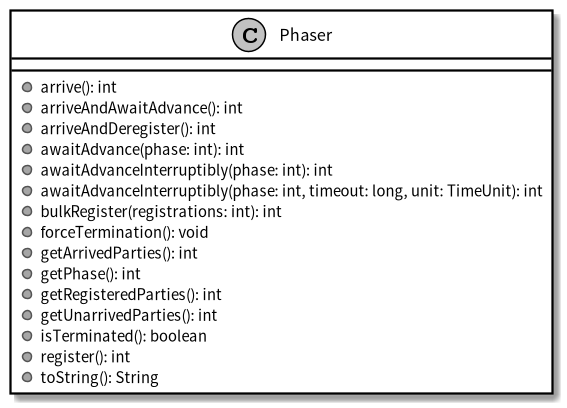 C Phaser
arrive(): int
arriveAndAwaitAdvance(): int
arriveAndDeregister(): int
awaitAdvance(phase: int): int
awaitAdvanceInterruptibly(phase: int): int
awaitAdvanceInterruptibly(phase: int, timeout: long, unit: TimeUnit): int
bulkRegister(registrations: int): int
forceTermination(): void
getArrivedParties(): int
getPhase(): int
getRegisteredParties(): int
getUnarrivedParties(): int
isTerminated(): boolean
register(): int
toString(): String